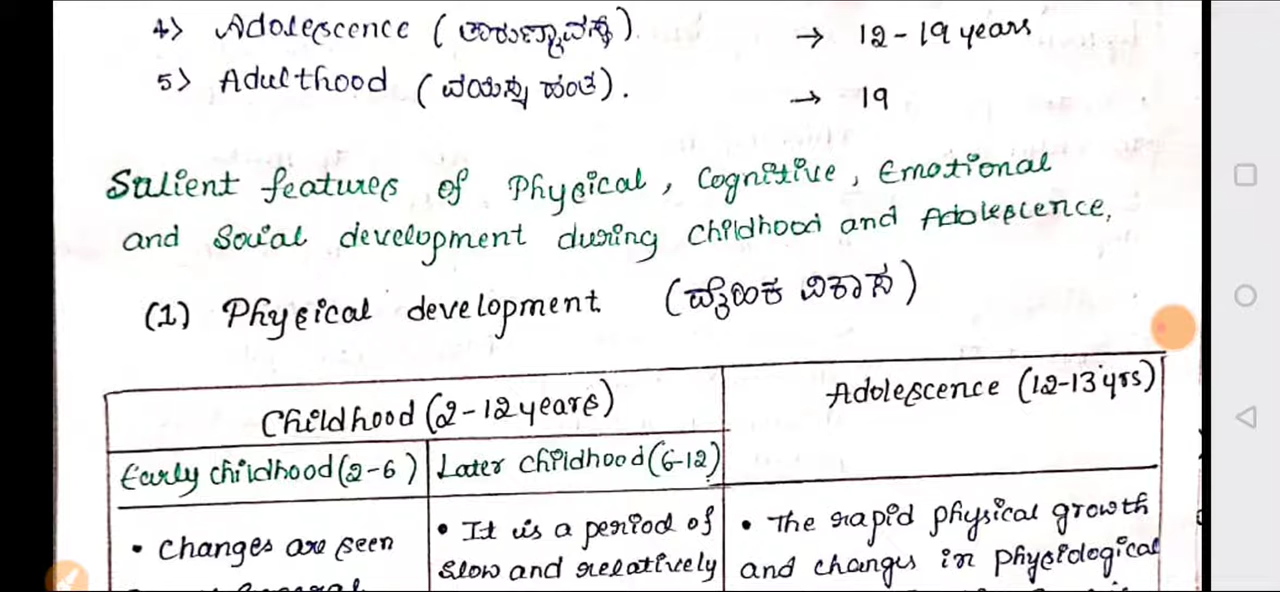 4) Adolescence (ತಾರುಣ್ಯಾವಸ್ಥೆ). → 12-19 years
5) Adulthood (ವಯಸ್ಕ ಹಂತ). → 19
Salient features of Physical, Cognitive, Emotional
and Social development during childhood and Adolescence,
(1) Physical development. (ದೈಹಿಕ ವಿಕಾಸ)
Childhood (2-12 years)
Adolescence (12-13 yrs)
Early childhood (2-6)
Later childhood (6-12)
• Changes are seen
• It is a period of
slow and relatively
• The rapid physical growth
and changes in physiological